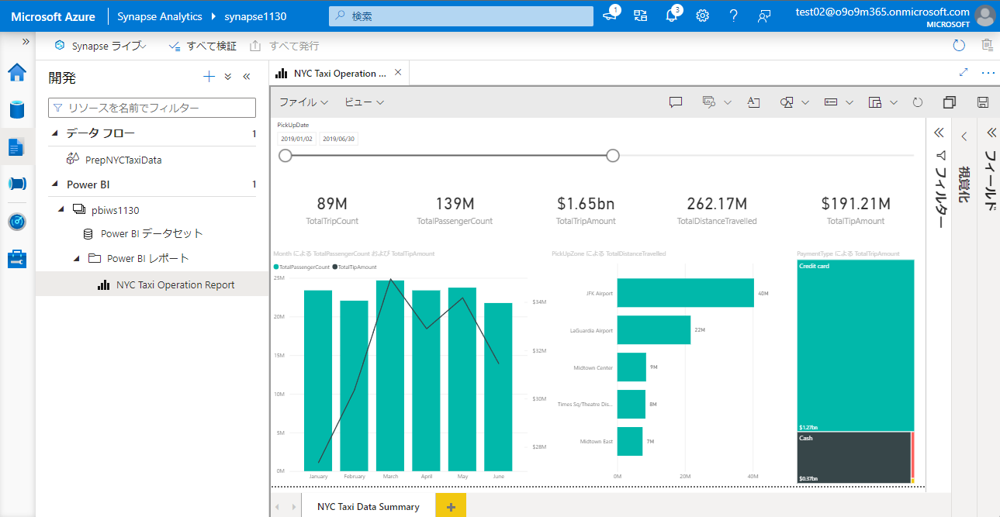 Microsoft Azure
Synapse Analytics
synapse1130
検索
1
3
test02@o9o9m365.onmicrosoft.com
MICROSOFT
Synapse ライブ
すべて検証
すべて発行
開発
リソースを名前でフィルター
データ フロー 1
PrepNYCTaxiData
Power BI 1
pbiws1130
Power BI データセット
Power BI レポート
NYC Taxi Operation Report
NYC Taxi Operation ...
ファイル
ビュー
PickUpDate
2019/01/02 2019/06/30
89M
TotalTripCount
139M
TotalPassengerCount
$1.65bn
TotalTripAmount
262.17M
TotalDistanceTravelled
$191.21M
TotalTipAmount
Month による TotalPassengerCount および TotalTipAmount
TotalPassengerCount TotalTipAmount
25M
20M
15M
10M
5M
0M
$34M
$32M
$30M
$28M
January February March April May June
PickUpZone による TotalDistanceTravelled
JFK Airport 40M
LaGuardia Airport 22M
Midtown Center 9M
Times Sq/Theatre Dis... 8M
Midtown East 7M
0M 20M 40M
PaymentType による TotalTripAmount
Credit card
$1.27bn
Cash
$0.37bn
フィルター
視覚化
フィールド
NYC Taxi Data Summary